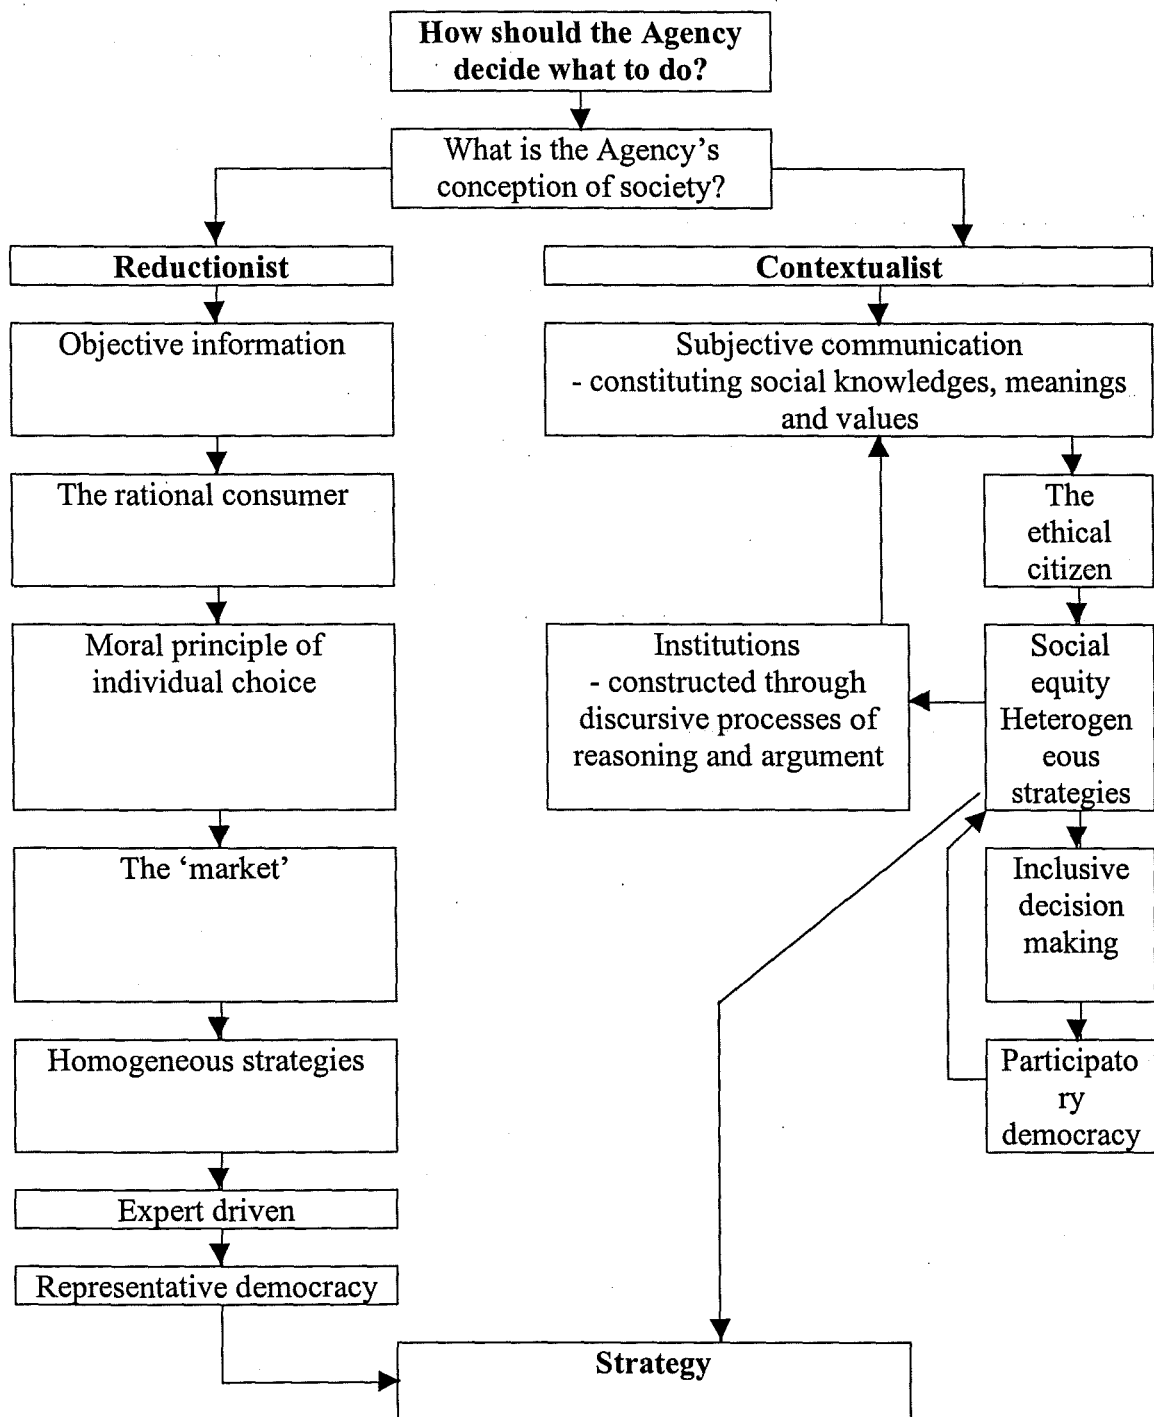 How should the Agency
decide what to do?
What is the Agency's
conception of society?
Reductionist
Contextualist
Objective information
Subjective communication
- constituting social knowledges, meanings
and values
The rational consumer
The
ethical
citizen
Moral principle of
individual choice
Institutions
- constructed through
discursive processes of
reasoning and argument
Social
equity
Heterogen
eous
strategies
The ‘market’
Inclusive
decision
making
Homogeneous strategies
Participato
ry
democracy
Expert driven
Representative democracy
Strategy